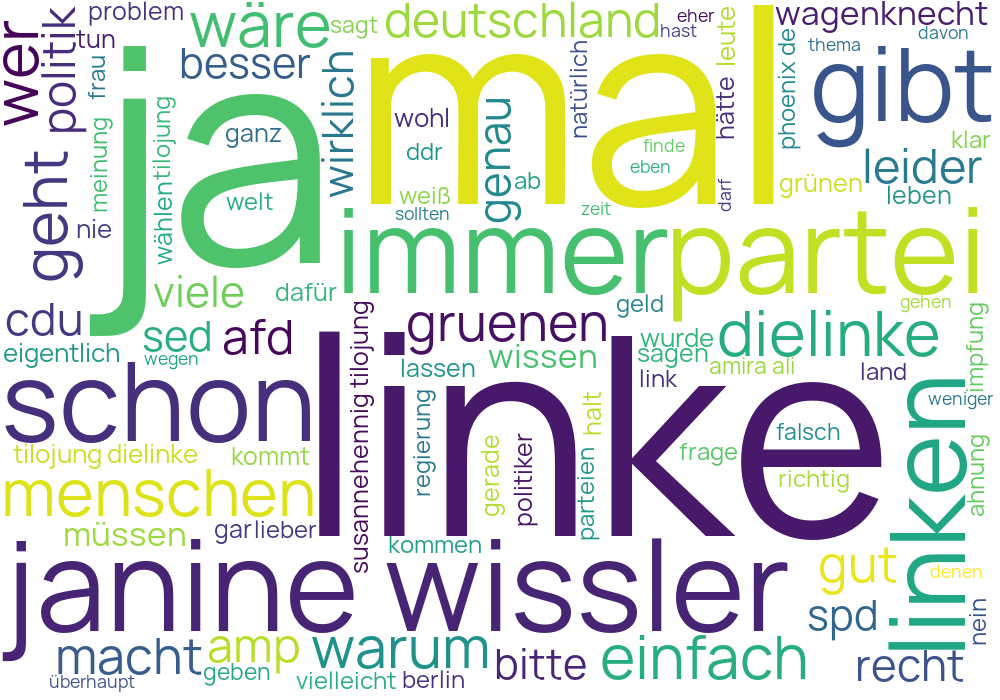 problem
wäre
sagt
deutschland
eher
hast
wagenknecht
davon
thema
wer
politik
tun
frau
besser
wirklich
ja
mal
natürlich
leute
hätte
phoenix de
gibt
klar
meinung
wählentilojung
ganz
wohl
ddr
genau
ab
finde
eben
grünen
leider
leben
geht
nie
welt
weiß
sollten
zeit
darf
immer
partei
viele
dafür
geld
gehen
cdu
sed
afd
gruenen
wurde
dielinke
impfung
eigentlich
wegen
susannehennig tilojung
lassen
wissen
sagen
link
amira ali
land
weniger
schon
linke
regierung
halt
falsch
linken
tilojung dielinke
kommt
gerade
politiker
parteien
frage
richtig
ahnung
menschen
müssen
gar
lieber
kommen
janine wissler
gut
denen
spd
nein
macht
amp
geben
warum
bitte
einfach
recht
überhaupt
vielleicht
berlin